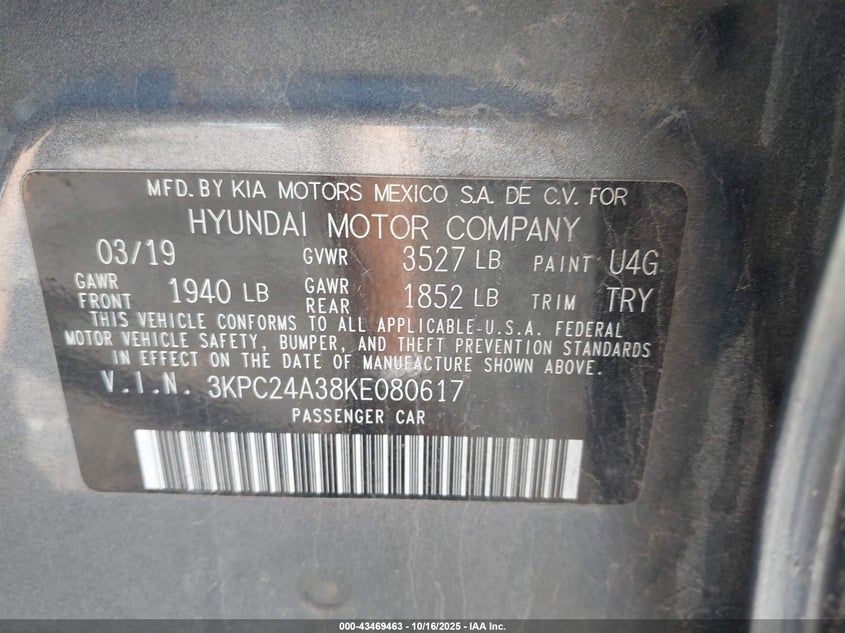 MFD. BY KIA MOTORS MEXICO S.A. DE C.V. FOR
HYUNDAI MOTOR COMPANY
03/19 GVWR 3527 LB PAINT U4G
GAWR FRONT 1940 LB GAWR REAR 1852 LB TRIM TRY
THIS VEHICLE CONFORMS TO ALL APPLICABLE U.S.A. FEDERAL
MOTOR VEHICLE SAFETY, BUMPER, AND THEFT PREVENTION STANDARDS
IN EFFECT ON THE DATE OF MANUFACTURE SHOWN ABOVE.
V.I.N. 3KPC24A38KE080617
PASSENGER CAR
000-43469463 - 10/16/2025 - IAA Inc.